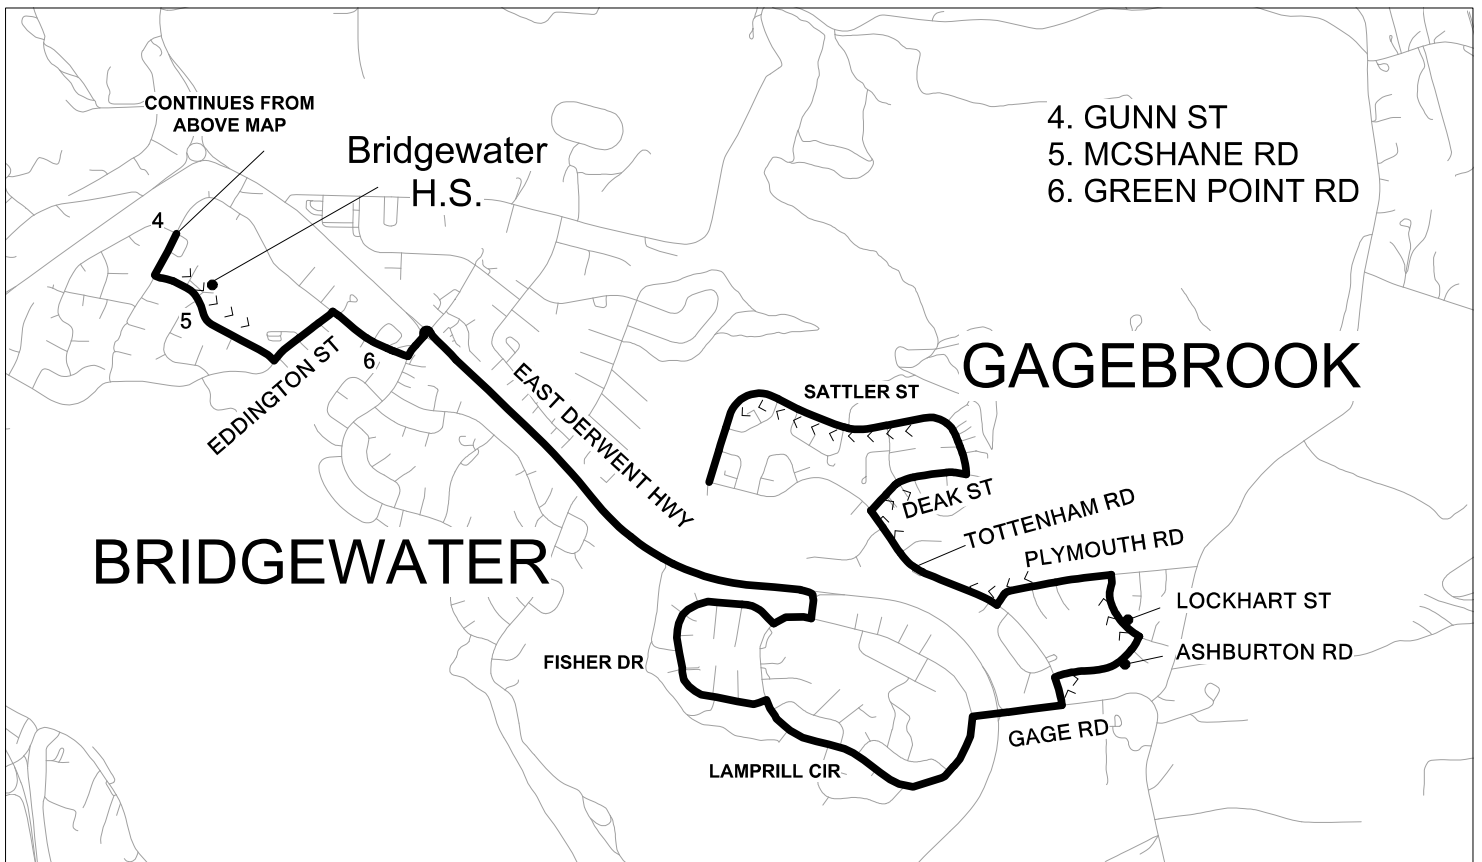 CONTINUES FROM
ABOVE MAP
Bridgewater
H.S.
4. GUNN ST
5. MCSHANE RD
6. GREEN POINT RD
4
5
6
EDDINGTON ST
EAST DERWENT HWY
GAGEBROOK
SATTLER ST
DEAK ST
TOTTENHAM RD
PLYMOUTH RD
BRIDGEWATER
LOCKHART ST
ASHBURTON RD
FISHER DR
GAGE RD
LAMPRILL CIR